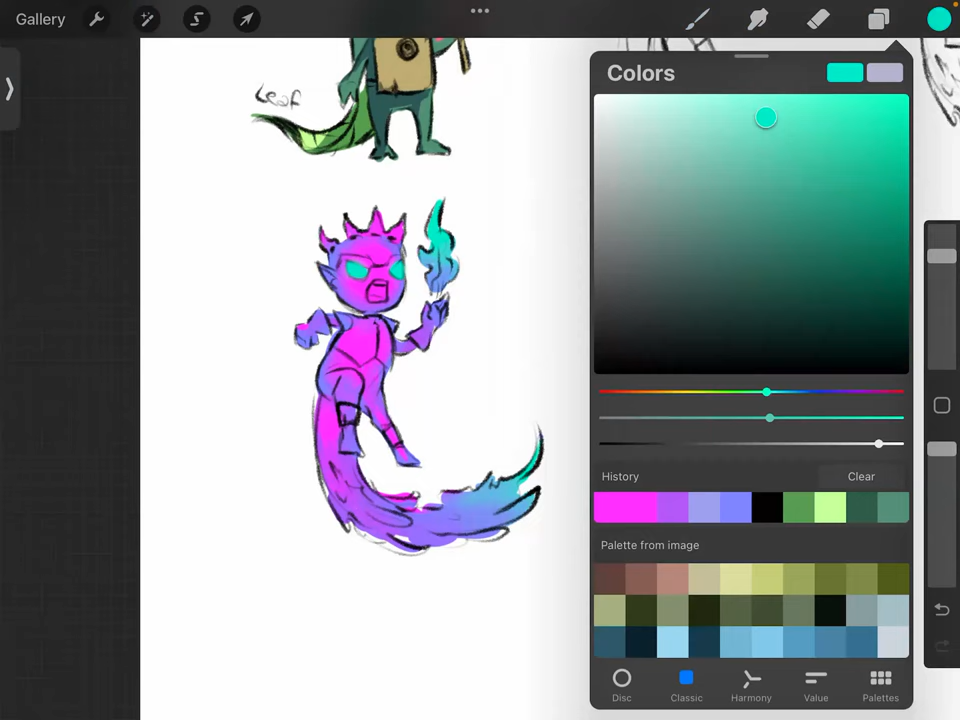 Gallery
Leaf
Colors
History
Clear
Palette from image
Disc
Classic
Harmony
Value
Palettes